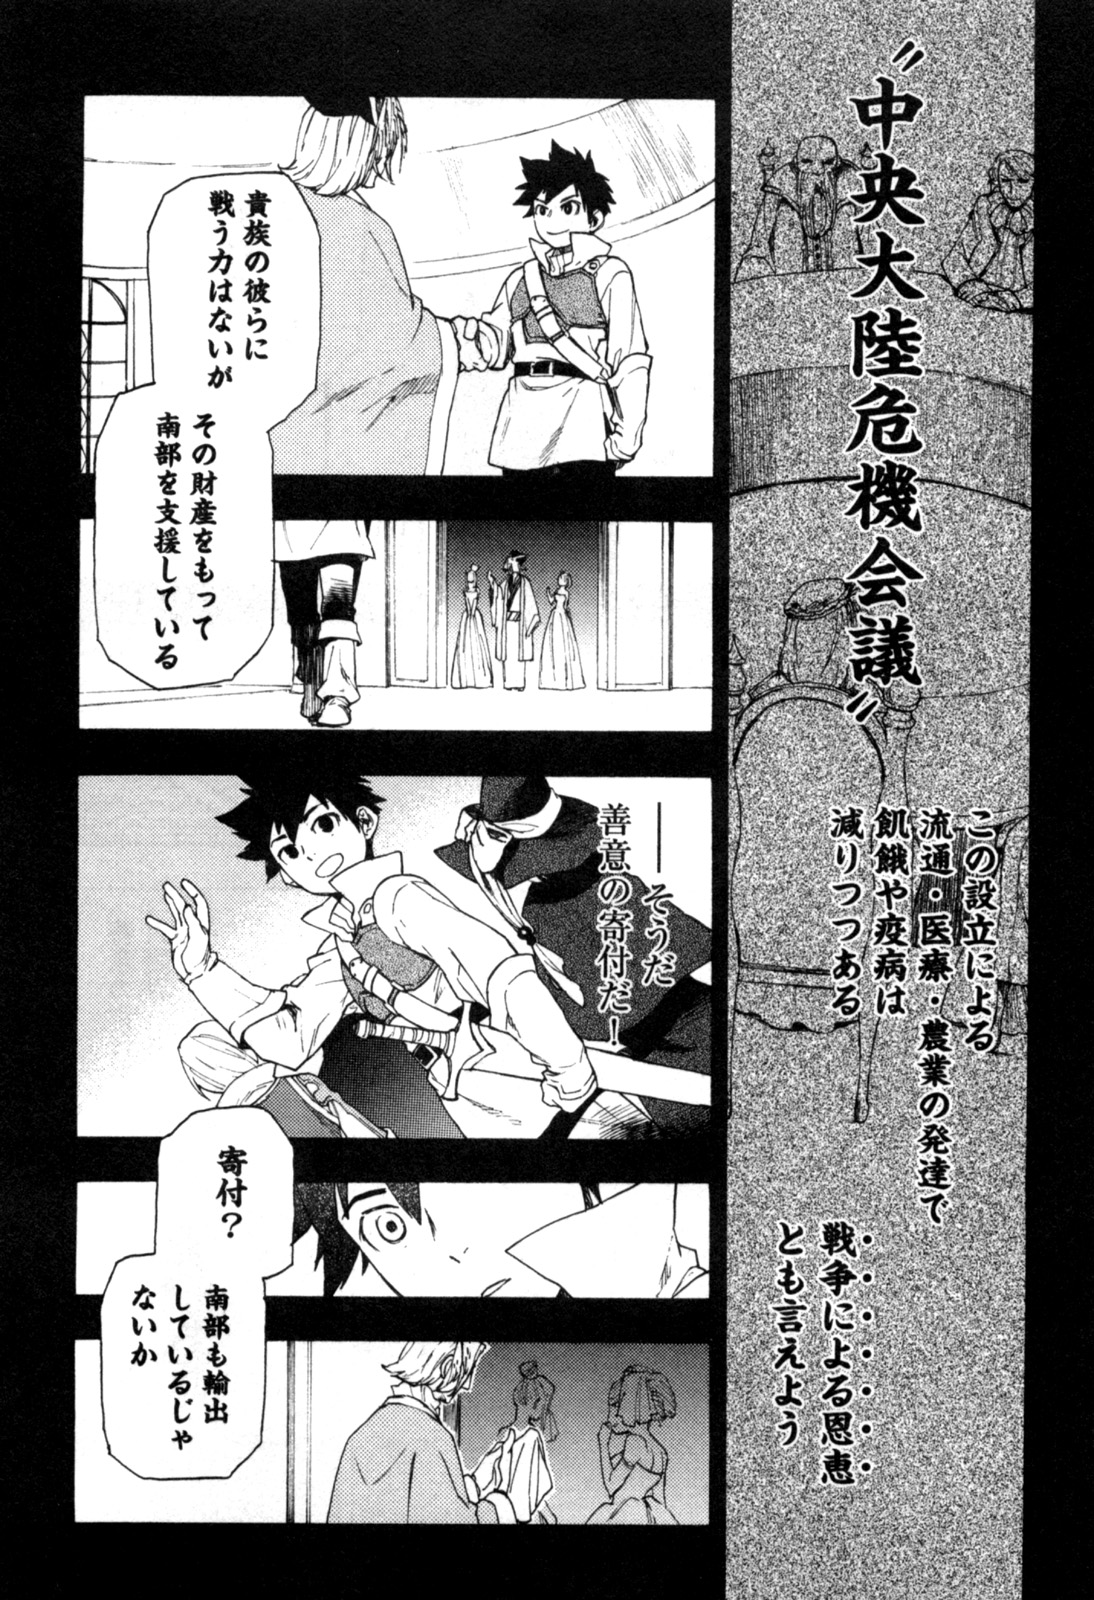 〝中央大陸危機会議〟
この設立による
流通・医療・農業の発達で
飢餓や疫病は
減りつつある
戦争による恩恵
とも言えよう
貴族の彼らに
戦う力はないが
その財産をもって
南部を支援している
――そうだ
善意の寄付だ！
寄付？
南部も輸出
しているじゃ
ないか